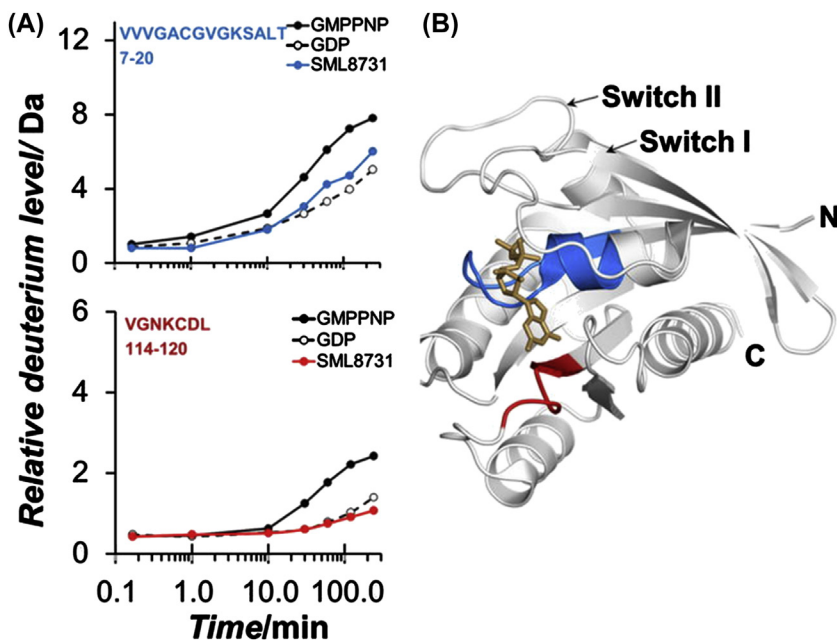 (A)
12
VVVGACGVGKSALT
7-20
GMPPNP
GDP
SML8731
8
4
0
Relative deuterium level/ Da
6
VGNKCDL
114-120
GMPPNP
GDP
SML8731
4
2
0
0.1 1.0 10.0 100.0
Time/min
(B)
Switch II
Switch I
N
C